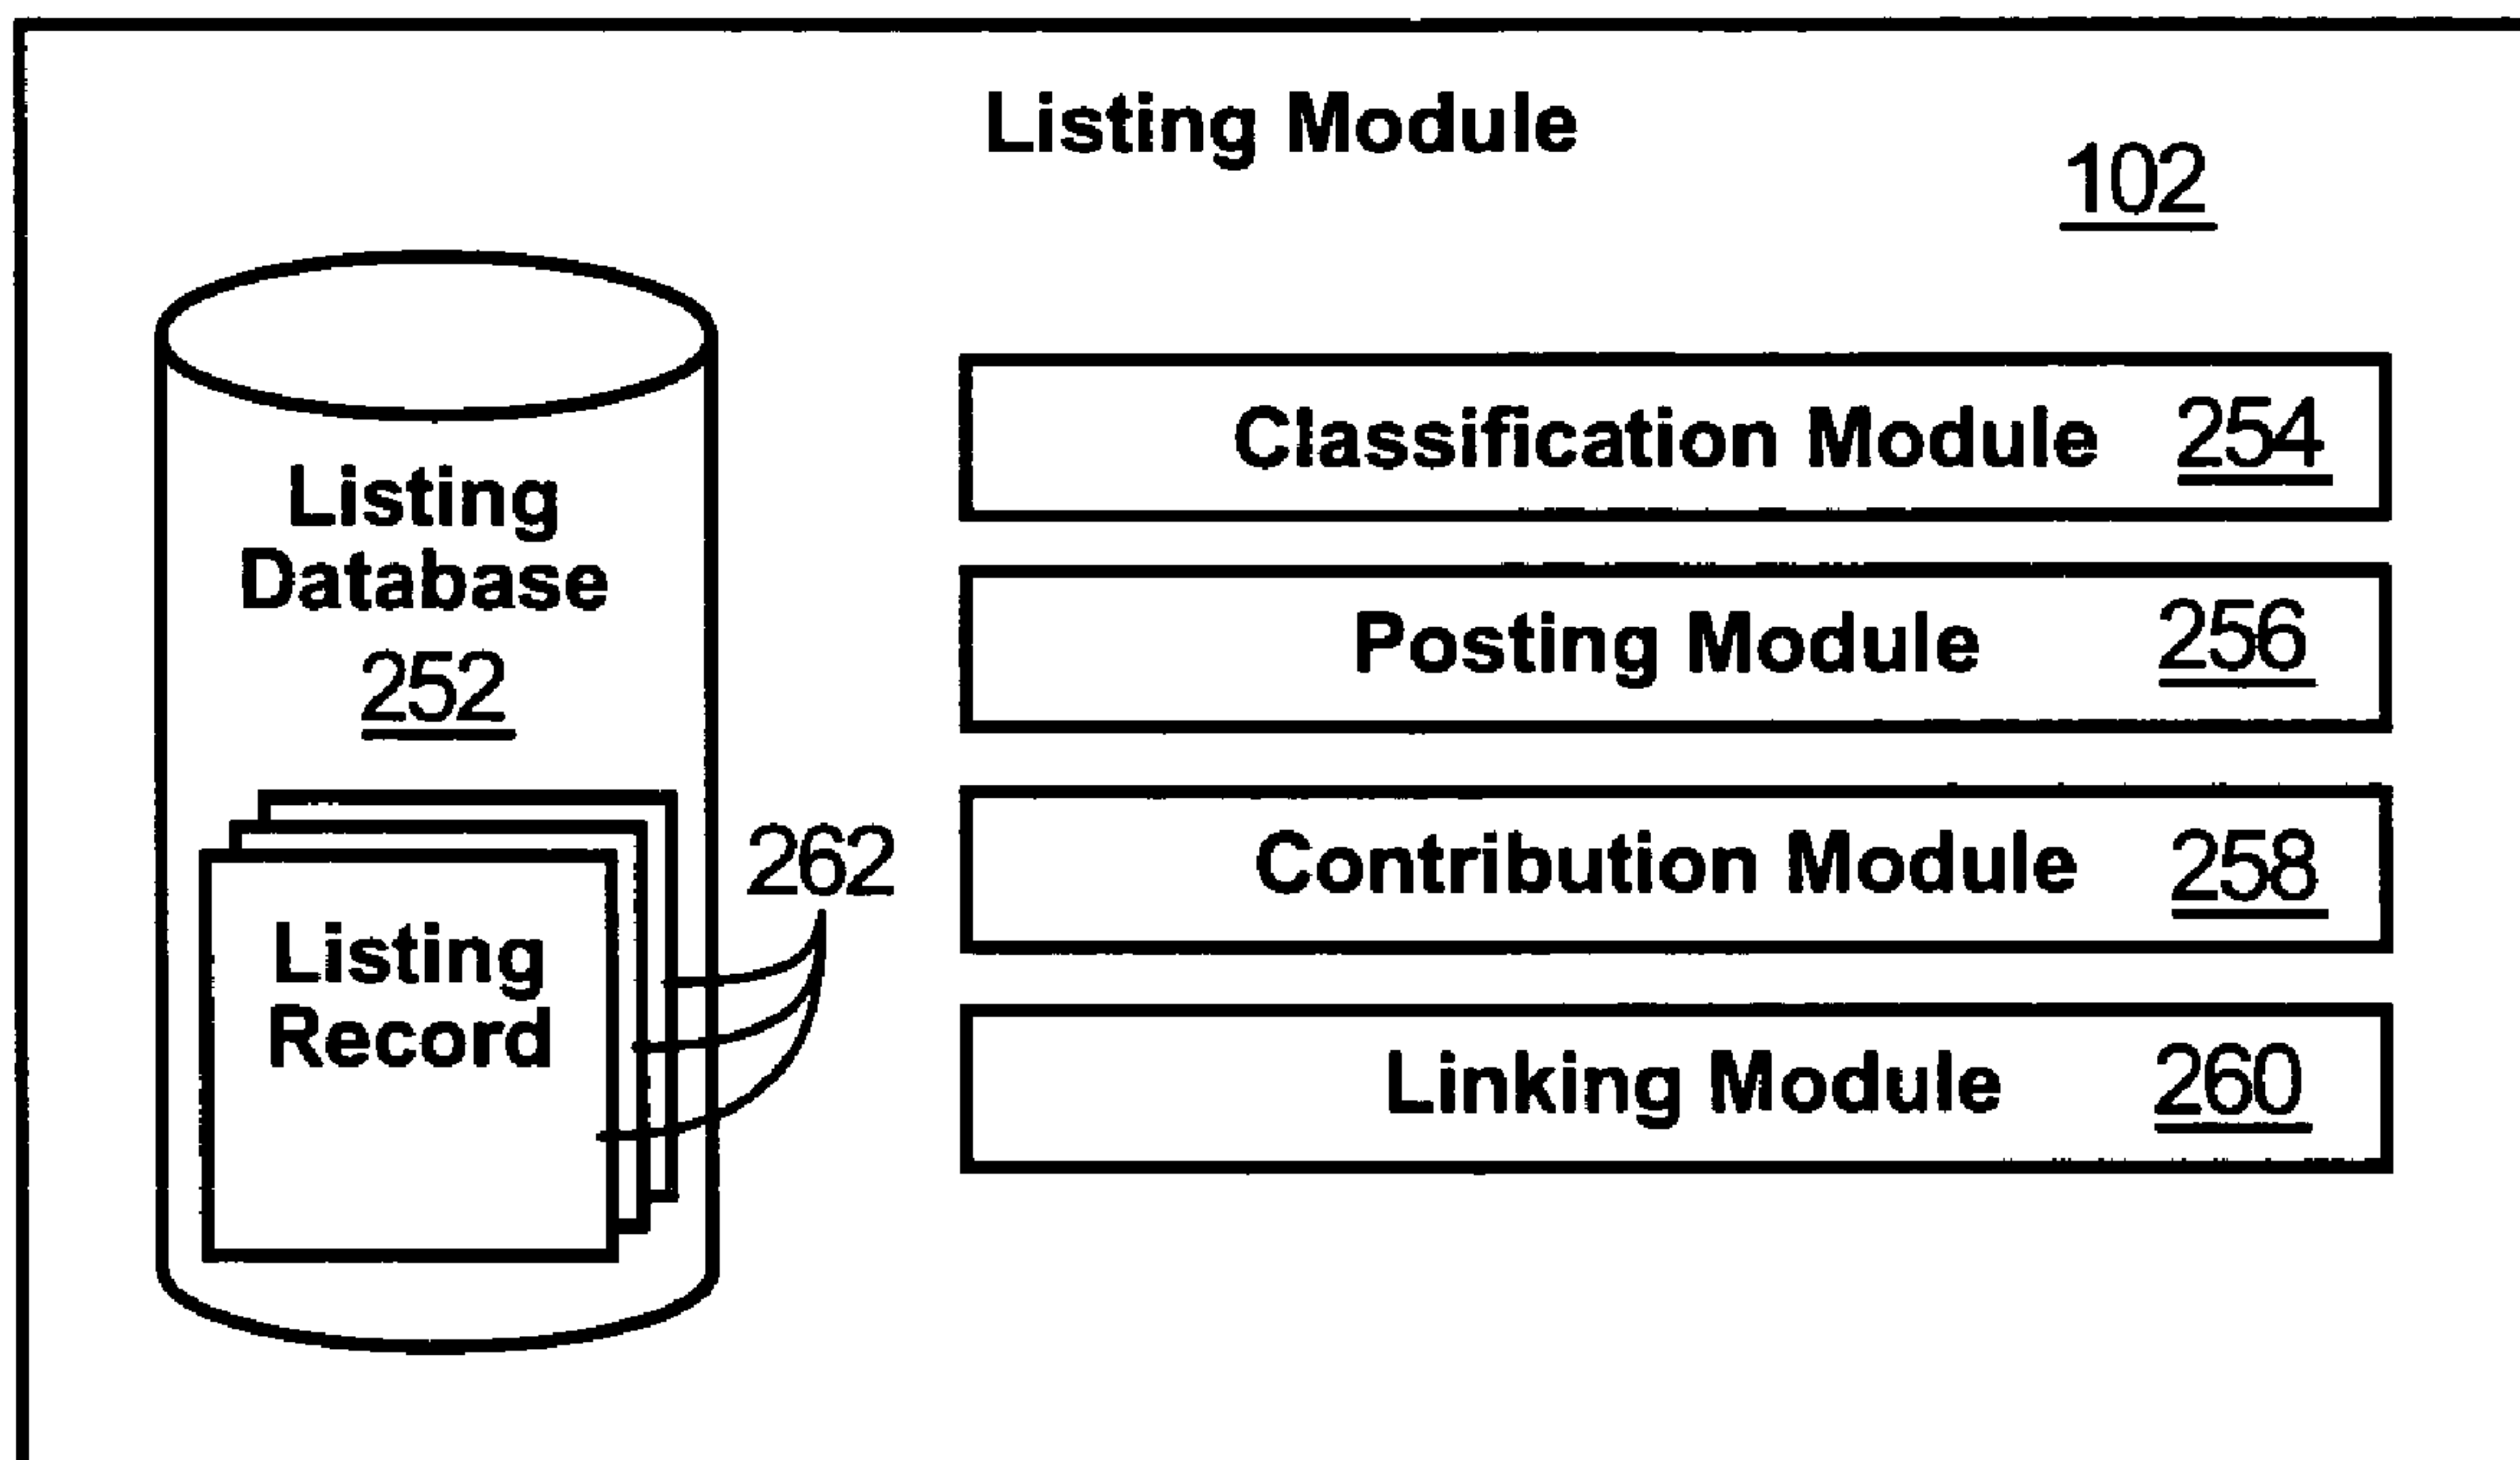 Listing Module
102
Listing
Database
252
Listing
Record
262
Classification Module 254
Posting Module 256
Contribution Module 258
Linking Module 260